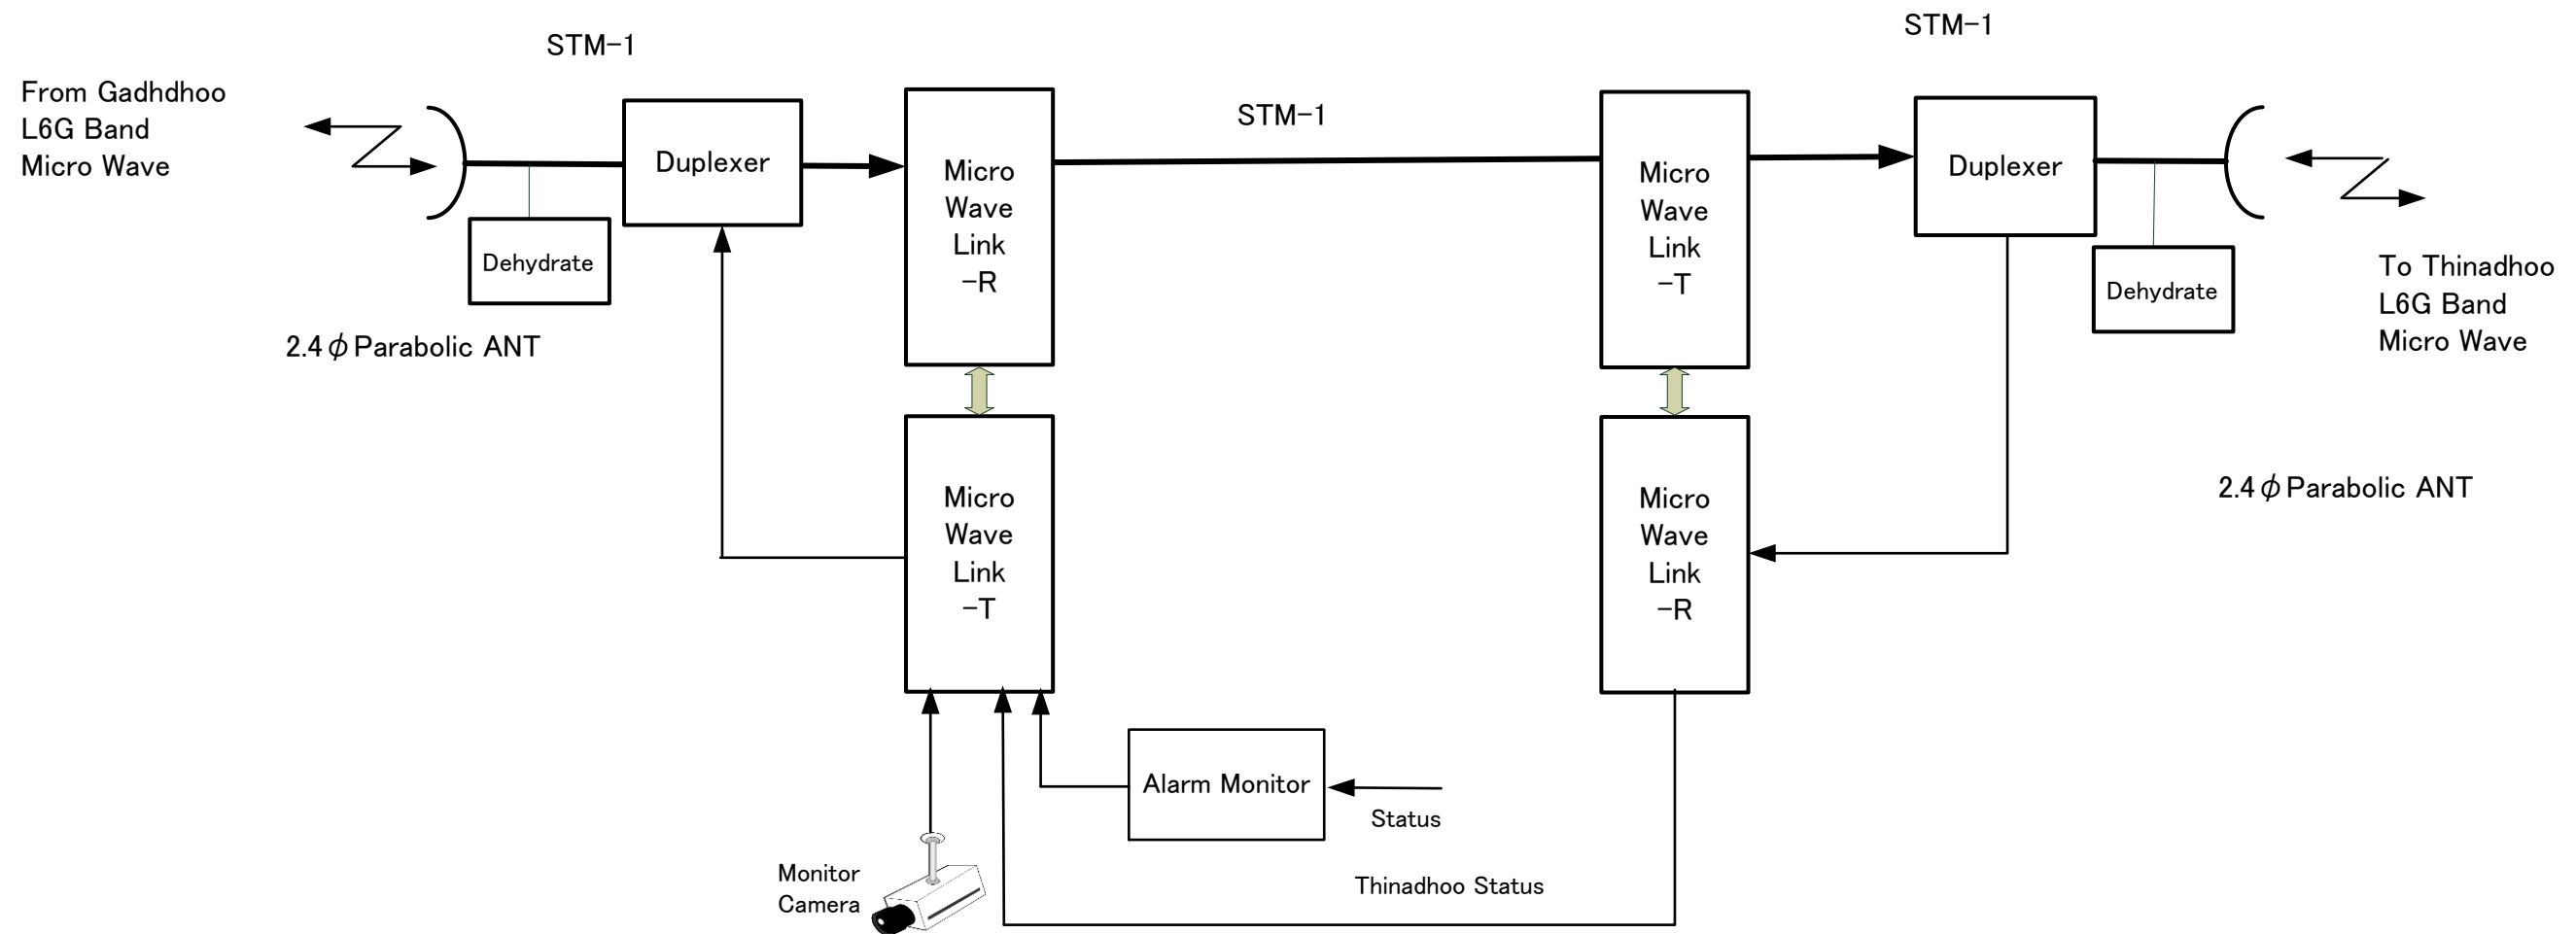 STM-1
STM-1
From Gadhdhoo
L6G Band
Micro Wave
STM-1
Duplexer
Micro
Wave
Link
-R
Micro
Wave
Link
-T
Duplexer
Dehydrate
Dehydrate
To Thinadhoo
L6G Band
Micro Wave
2.4φParabolic ANT
2.4φParabolic ANT
Micro
Wave
Link
-T
Micro
Wave
Link
-R
Alarm Monitor
Status
Monitor
Camera
Thinadhoo Status